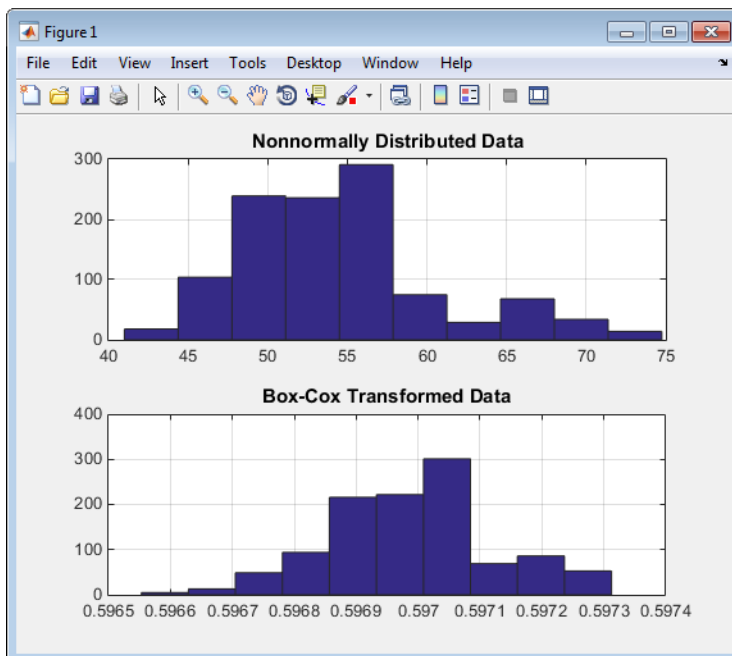 Figure 1
File Edit View Insert Tools Desktop Window Help
Nonnormally Distributed Data
300
200
100
0
40 45 50 55 60 65 70 75
Box-Cox Transformed Data
400
300
200
100
0
0.5965 0.5966 0.5967 0.5968 0.5969 0.597 0.5971 0.5972 0.5973 0.5974